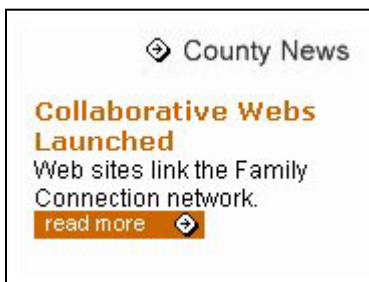 County News
Collaborative Webs
Launched
Web sites link the Family
Connection network.
read more